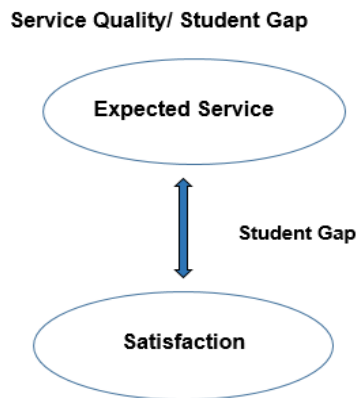 Service Quality/ Student Gap
Expected Service
Student Gap
Satisfaction